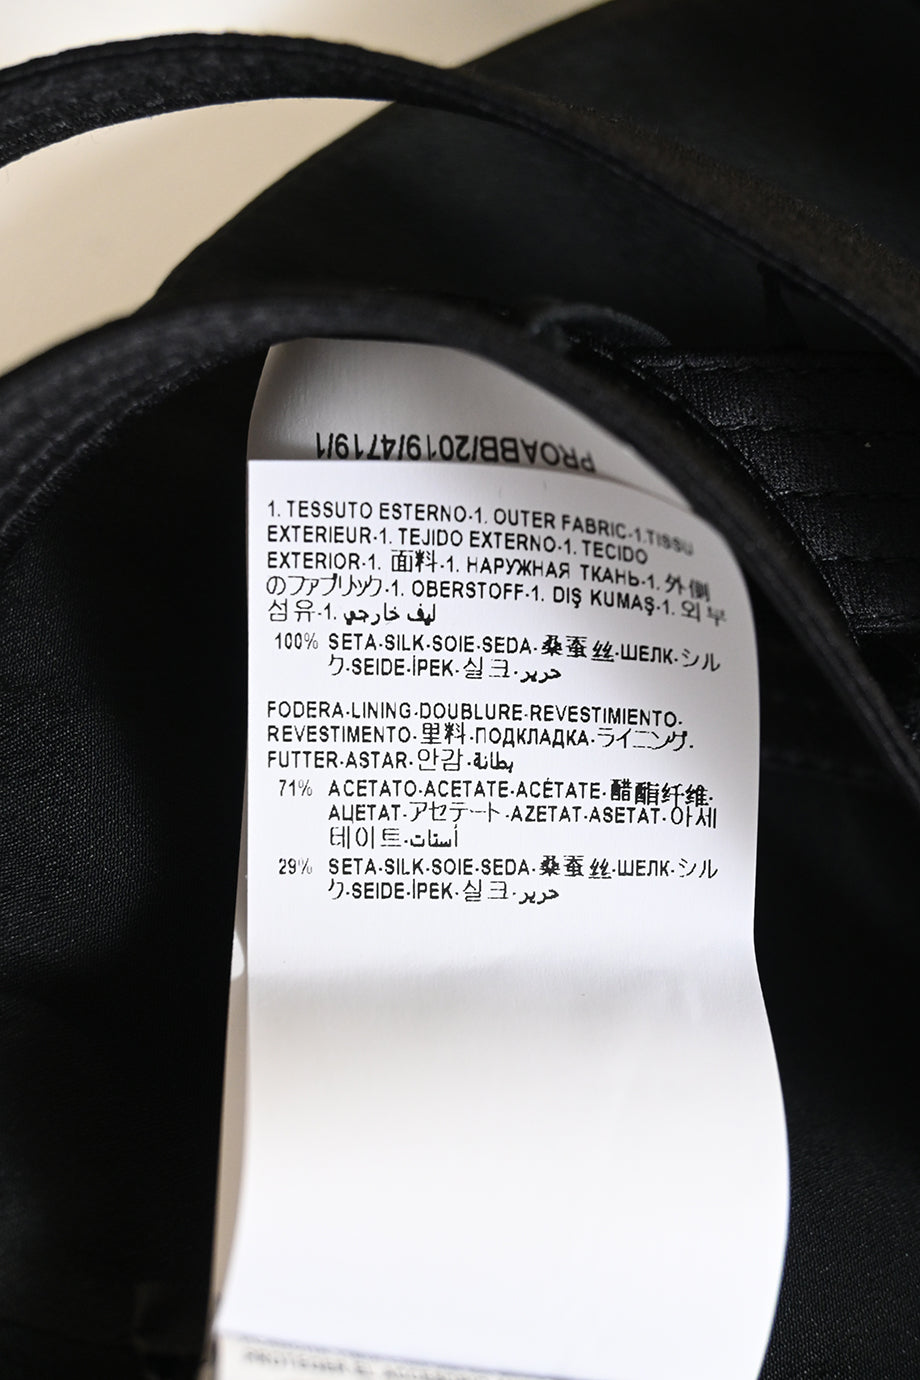 PROABB/2019/4719/1
1. TESSUTO ESTERNO-1. OUTER FABRIC-1.TISSU
EXTERIEUR-1. TEJIDO EXTERNO-1. TECIDO
EXTERIOR-1. 面料-1. НАРУЖНАЯ ТКАНЬ-1. 外側
のファブリック-1. OBERSTOFF-1. DIŞ KUMAŞ-1. 외부
섬유-1. ليف خارجي
100% SETA-SILK-SOIE-SEDA-桑蚕丝-ШЕЛК-シル
ク-SEIDE-İPEK-실크-حرير
FODERA-LINING-DOUBLURE-REVESTIMIENTO-
REVESTIMENTO-里料-ПОДКЛАДКА-ライニング-
FUTTER-ASTAR-안감-بطانة
71% ACETATO-ACETATE-ACÉTATE-醋酯纤维-
АЦЕТАТ-アセテート-AZETAT-ASETAT-아세
테이트-أستات
29% SETA-SILK-SOIE-SEDA-桑蚕丝-ШЕЛК-シル
ク-SEIDE-İPEK-실크-حرير